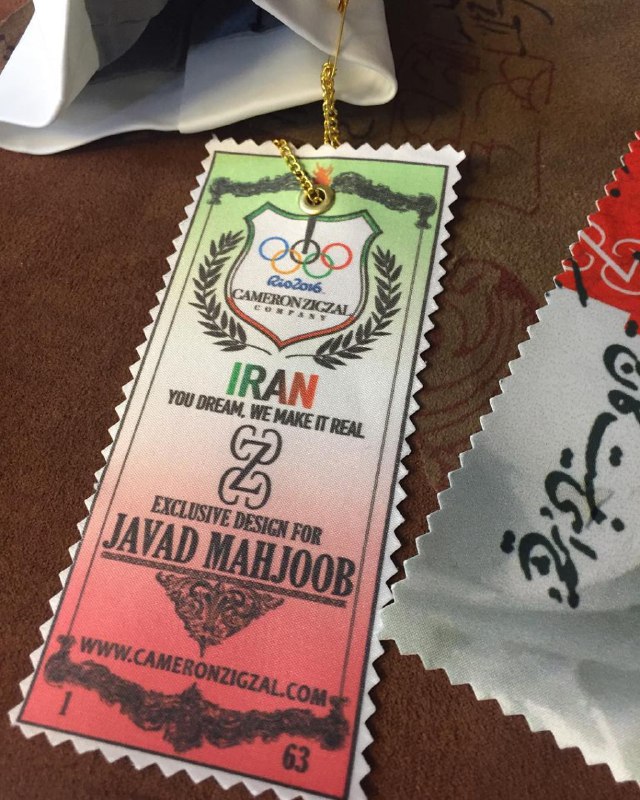 Rio2016
CAMERONZIGZAL
COMPANY
IRAN
YOU DREAM, WE MAKE IT REAL
EXCLUSIVE DESIGN FOR
JAVAD MAHJOOB
WWW.CAMERONZIGZAL.COM
1
63